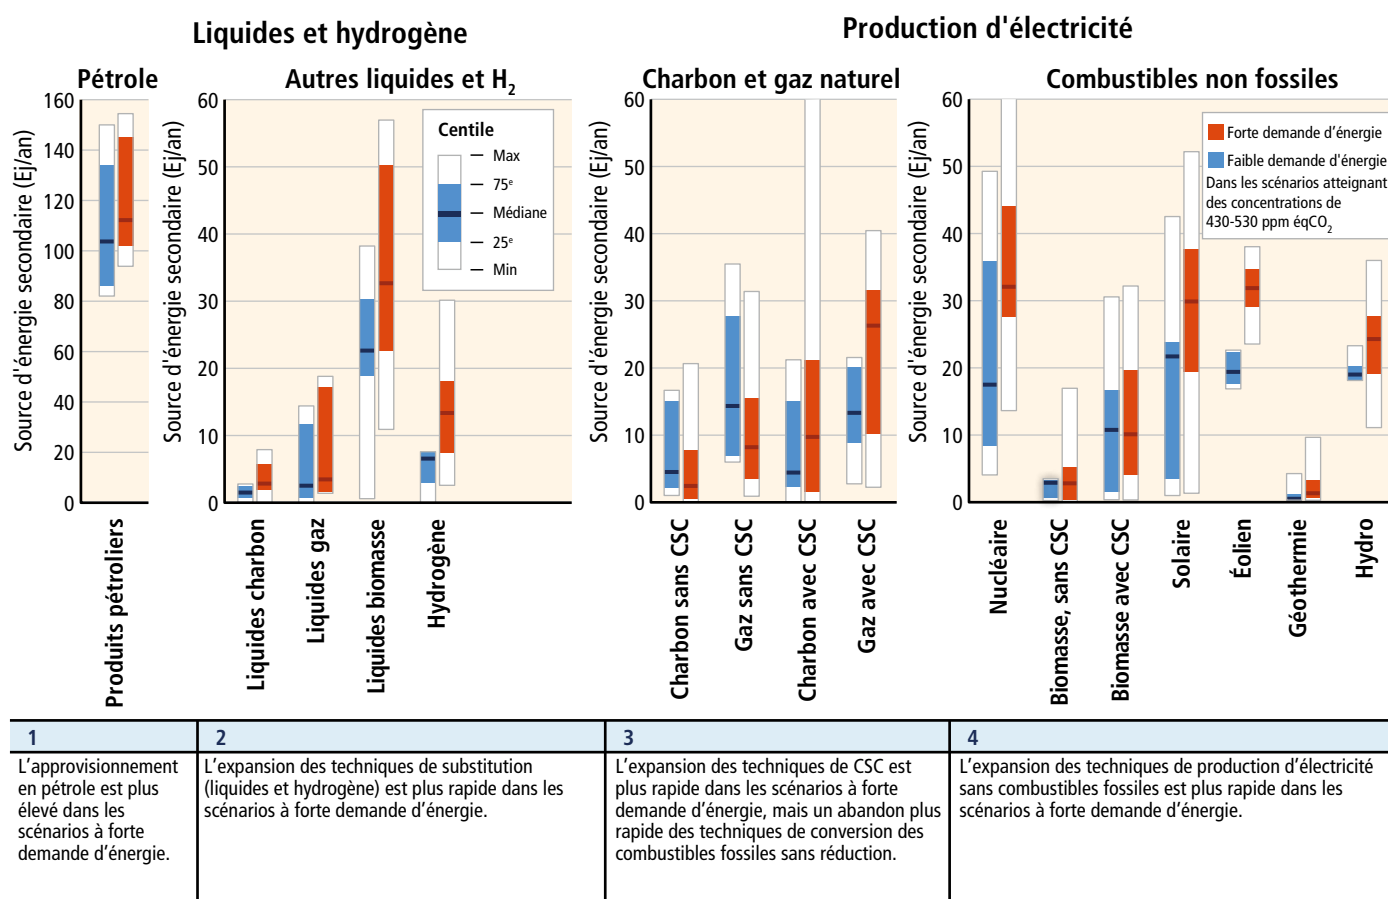 Liquides et hydrogène
Production d'électricité
Pétrole
Autres liquides et H2
Charbon et gaz naturel
Combustibles non fossiles
Source d'énergie secondaire (Ej/an)
160
140
120
100
80
60
40
20
0
Produits pétroliers
Source d'énergie secondaire (Ej/an)
60
50
40
30
20
10
0
Centile
Max
75e
Médiane
25e
Min
Liquides charbon
Liquides gaz
Liquides biomasse
Hydrogène
Source d'énergie secondaire (Ej/an)
60
50
40
30
20
10
0
Charbon sans CSC
Gaz sans CSC
Charbon avec CSC
Gaz avec CSC
Source d'énergie secondaire (Ej/an)
60
50
40
30
20
10
0
Forte demande d'énergie
Faible demande d'énergie
Dans les scénarios atteignant
des concentrations de
430-530 ppm éqCO2
Nucléaire
Biomasse, sans CSC
Biomasse avec CSC
Solaire
Éolien
Géothermie
Hydro
1
L'approvisionnement
en pétrole est plus
élevé dans les
scénarios à forte
demande d'énergie.
2
L'expansion des techniques de substitution
(liquides et hydrogène) est plus rapide dans les
scénarios à forte demande d'énergie.
3
L'expansion des techniques de CSC est
plus rapide dans les scénarios à forte
demande d'énergie, mais un abandon plus
rapide des techniques de conversion des
combustibles fossiles sans réduction.
4
L'expansion des techniques de production d'électricité
sans combustibles fossiles est plus rapide dans les
scénarios à forte demande d'énergie.